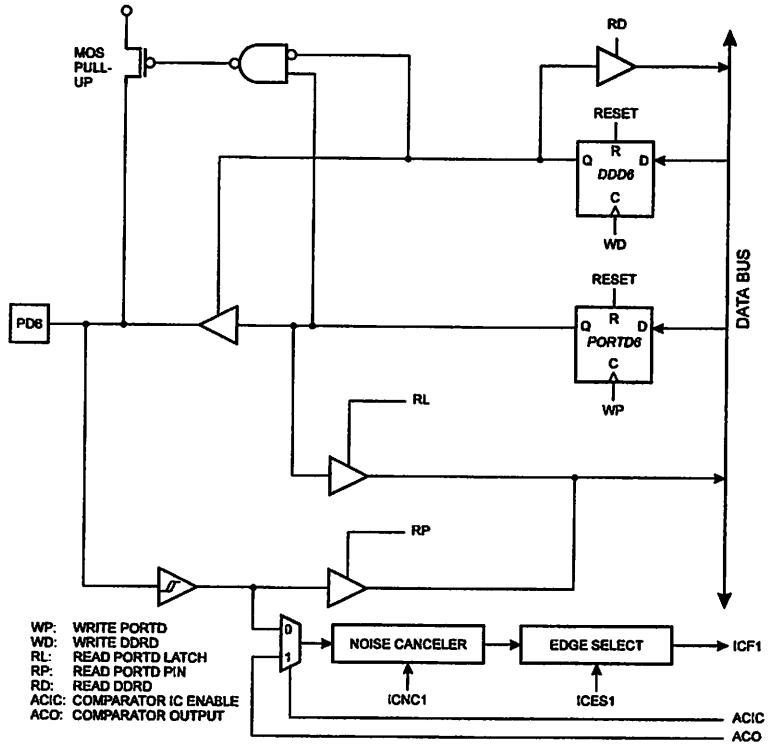 RD
MOS
PULL-
UP
RESET
R
Q D
DDD6
C
WD
DATA BUS
RESET
R
Q D
PORTD6
C
WP
PD6
RL
RP
WP: WRITE PORTD
WD: WRITE DDRD
RL: READ PORTD LATCH
RP: READ PORTD PIN
RD: READ DDRD
ACIC: COMPARATOR IC ENABLE
ACO: COMPARATOR OUTPUT
0
1
NOISE CANCELER
EDGE SELECT
ICF1
ICNC1
ICES1
ACIC
ACO